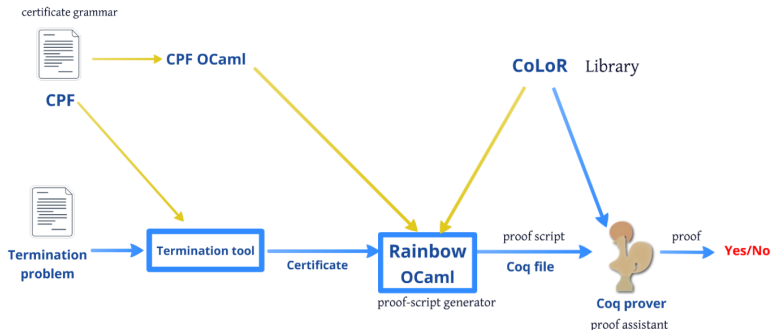 certificate grammar
CPF OCaml
CoLoR Library
CPF
Termination
problem
Termination tool
Certificate
Rainbow
OCaml
proof-script generator
proof script
Coq file
proof
Yes/No
Coq prover
proof assistant